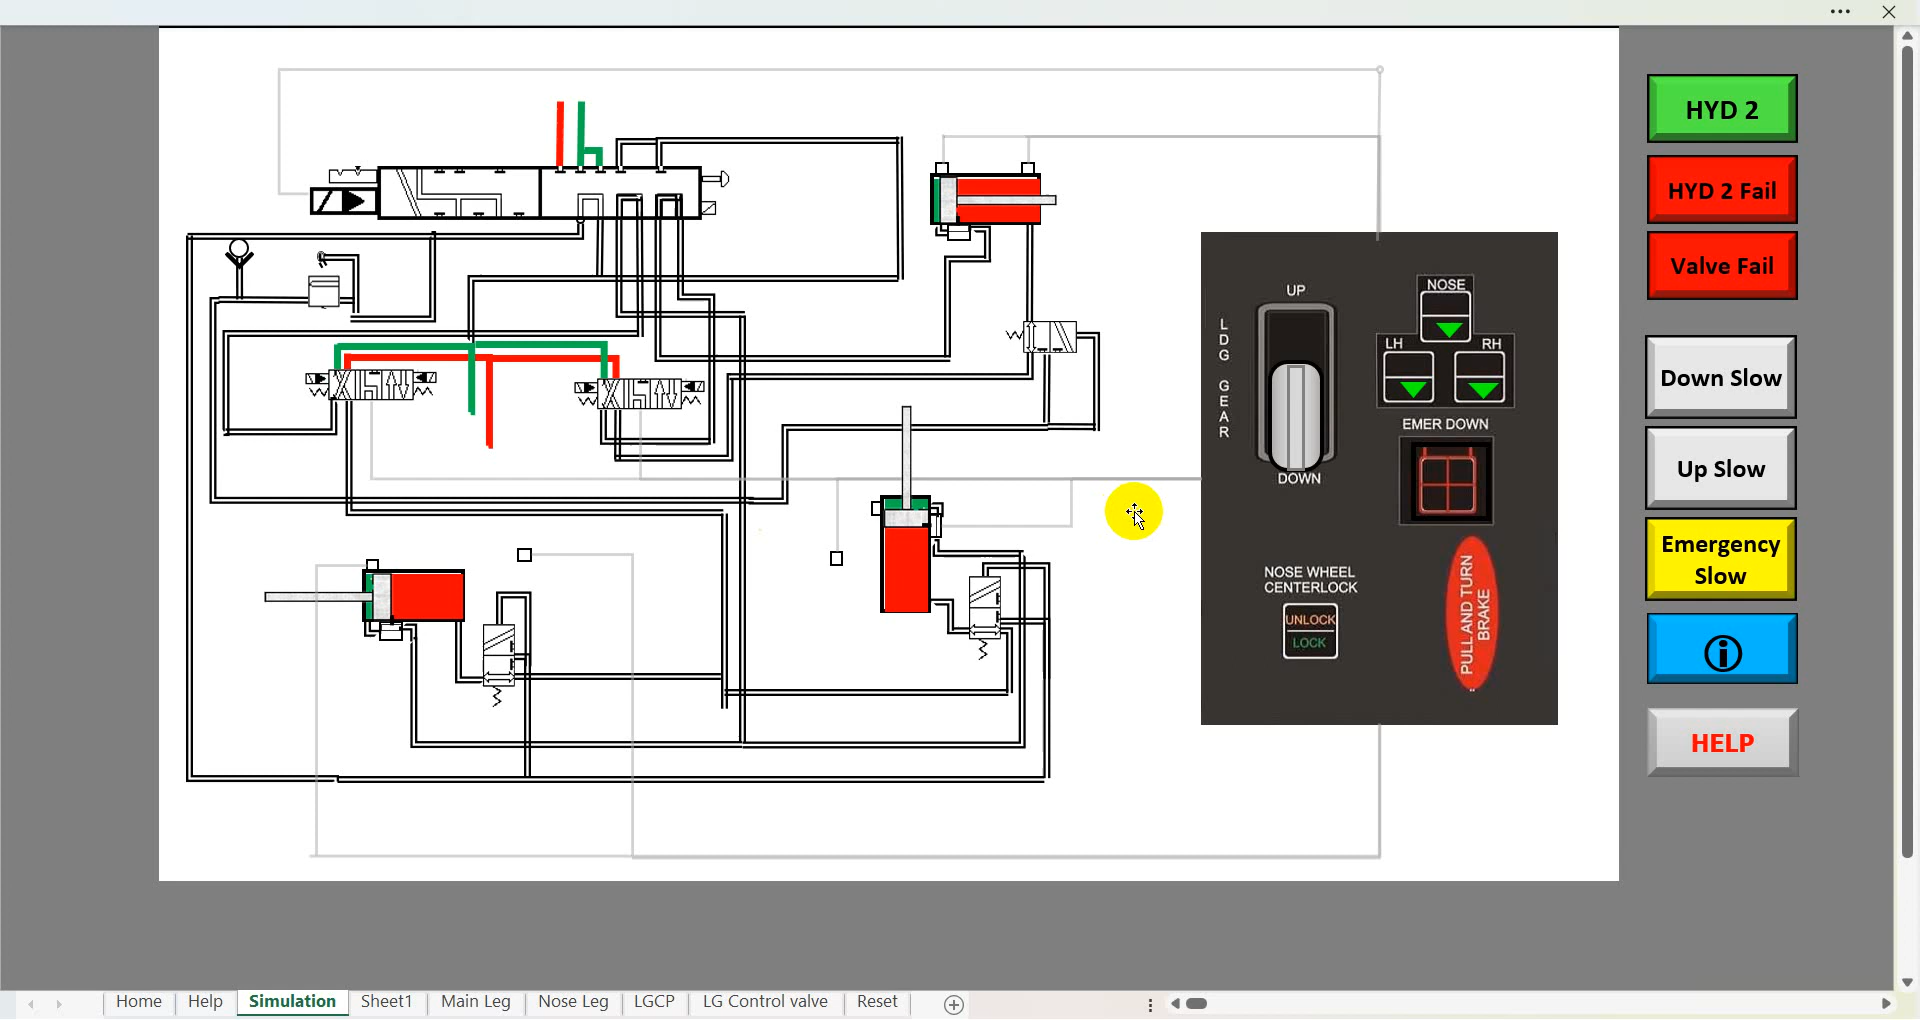 HYD 2
HYD 2 Fail
Valve Fail
Down Slow
Up Slow
Emergency
Slow
HELP
UP
LDG GEAR
DOWN
NOSE
LH
RH
EMER DOWN
NOSE WHEEL
CENTERLOCK
UNLOCK
LOCK
PULL AND TURN
BRAKE
Home
Help
Simulation
Sheet1
Main Leg
Nose Leg
LGCP
LG Control valve
Reset